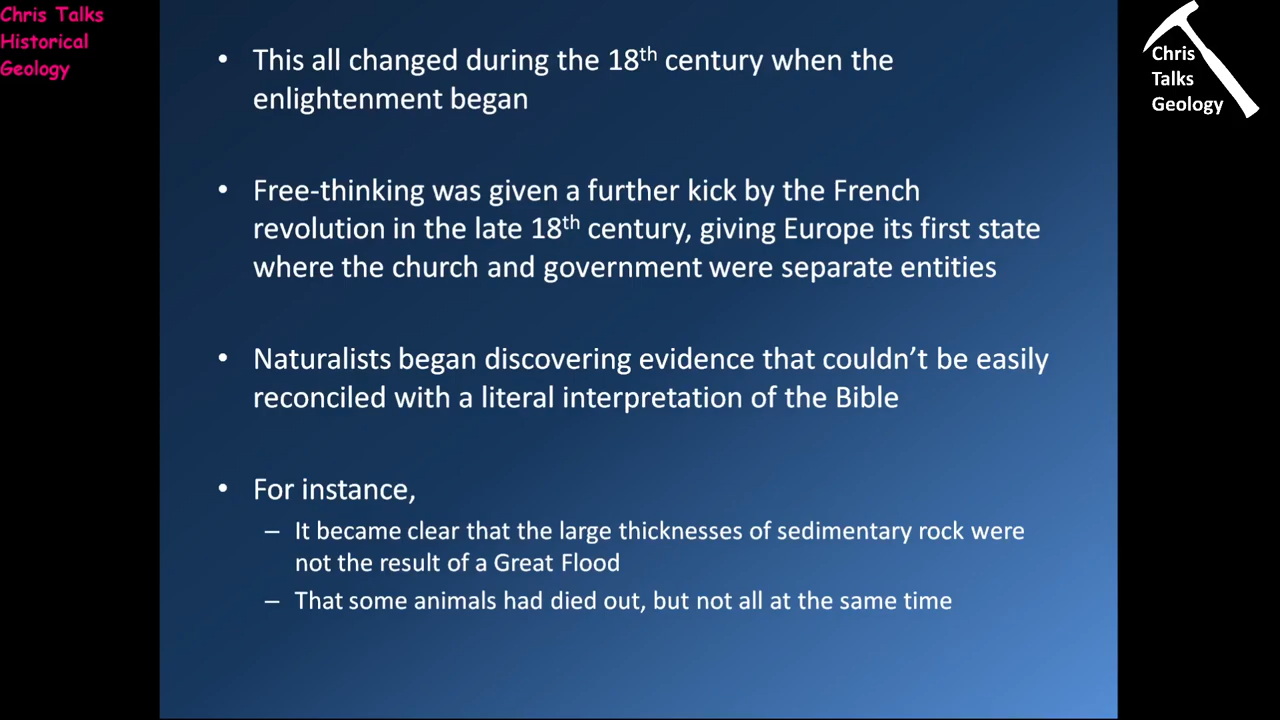 Chris Talks
Historical
Geology
Chris
Talks
Geology
• This all changed during the 18th century when the
enlightenment began
• Free-thinking was given a further kick by the French
revolution in the late 18th century, giving Europe its first state
where the church and government were separate entities
• Naturalists began discovering evidence that couldn’t be easily
reconciled with a literal interpretation of the Bible
• For instance,
– It became clear that the large thicknesses of sedimentary rock were
not the result of a Great Flood
– That some animals had died out, but not all at the same time